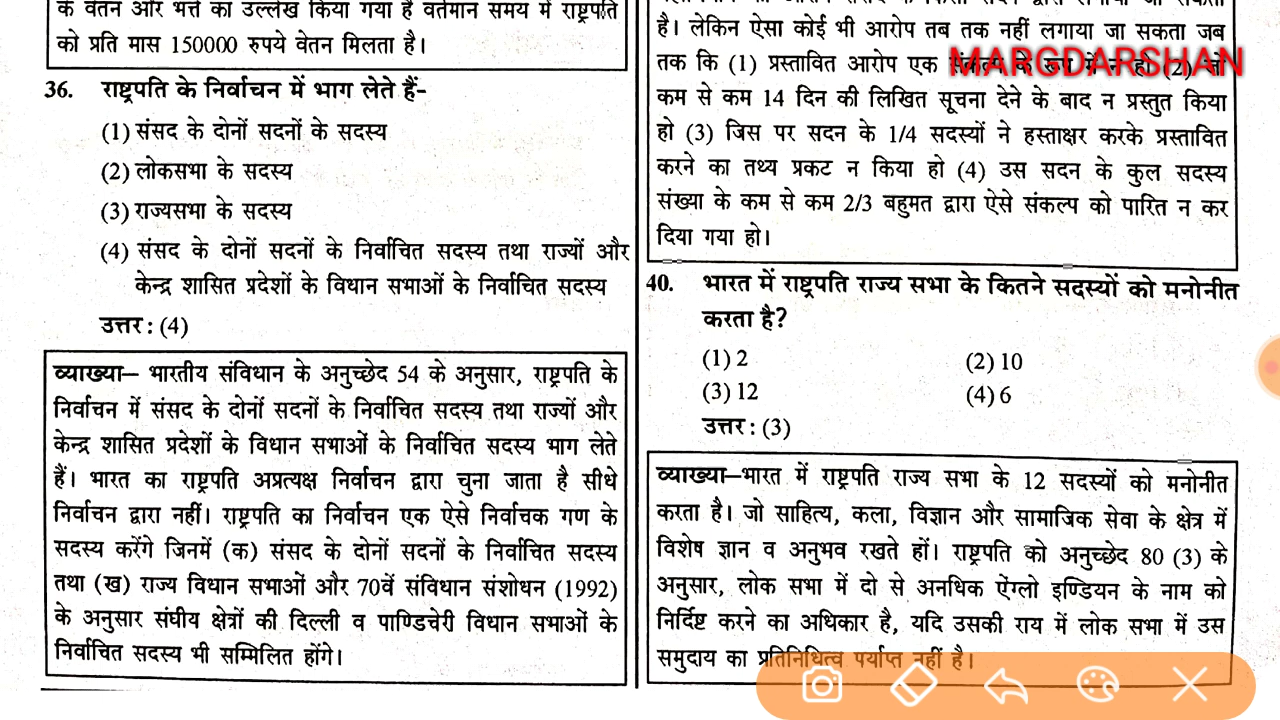 के वेतन और भत्ते का उल्लेख किया गया है वर्तमान समय में राष्ट्रपति
को प्रति मास 150000 रुपये वेतन मिलता है।
36. राष्ट्रपति के निर्वाचन में भाग लेते हैं-
(1) संसद के दोनों सदनों के सदस्य
(2) लोकसभा के सदस्य
(3) राज्यसभा के सदस्य
(4) संसद के दोनों सदनों के निर्वाचित सदस्य तथा राज्यों और
केन्द्र शासित प्रदेशों के विधान सभाओं के निर्वाचित सदस्य
उत्तर : (4)
व्याख्या– भारतीय संविधान के अनुच्छेद 54 के अनुसार, राष्ट्रपति के
निर्वाचन में संसद के दोनों सदनों के निर्वाचित सदस्य तथा राज्यों और
केन्द्र शासित प्रदेशों के विधान सभाओं के निर्वाचित सदस्य भाग लेते
हैं। भारत का राष्ट्रपति अप्रत्यक्ष निर्वाचन द्वारा चुना जाता है सीधे
निर्वाचन द्वारा नहीं। राष्ट्रपति का निर्वाचन एक ऐसे निर्वाचक गण के
सदस्य करेंगे जिनमें (क) संसद के दोनों सदनों के निर्वाचित सदस्य
तथा (ख) राज्य विधान सभाओं और 70वें संविधान संशोधन (1992)
के अनुसार संघीय क्षेत्रों की दिल्ली व पाण्डिचेरी विधान सभाओं के
निर्वाचित सदस्य भी सम्मिलित होंगे।
है। लेकिन ऐसा कोई भी आरोप तब तक नहीं लगाया जा सकता जब
MARGDARSHAN
तक कि (1) प्रस्तावित आरोप एक संकल्प के रूप में न हो (2) जो
कम से कम 14 दिन की लिखित सूचना देने के बाद न प्रस्तुत किया
हो (3) जिस पर सदन के 1/4 सदस्यों ने हस्ताक्षर करके प्रस्तावित
करने का तथ्य प्रकट न किया हो (4) उस सदन के कुल सदस्य
संख्या के कम से कम 2/3 बहुमत द्वारा ऐसे संकल्प को पारित न कर
दिया गया हो।
40. भारत में राष्ट्रपति राज्य सभा के कितने सदस्यों को मनोनीत
करता है?
(1) 2 (2) 10
(3) 12 (4) 6
उत्तर : (3)
व्याख्या–भारत में राष्ट्रपति राज्य सभा के 12 सदस्यों को मनोनीत
करता है। जो साहित्य, कला, विज्ञान और सामाजिक सेवा के क्षेत्र में
विशेष ज्ञान व अनुभव रखते हों। राष्ट्रपति को अनुच्छेद 80 (3) के
अनुसार, लोक सभा में दो से अनधिक ऐंग्लो इण्डियन के नाम को
निर्दिष्ट करने का अधिकार है, यदि उसकी राय में लोक सभा में उस
समुदाय का प्रतिनिधित्व पर्याप्त नहीं है।